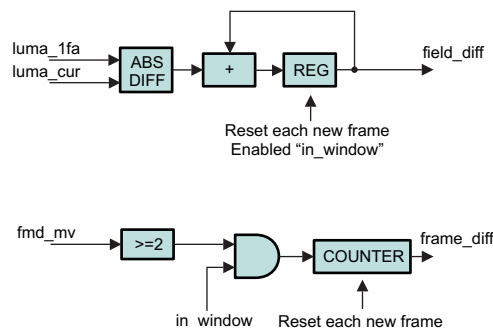 luma_1fa
luma_cur
ABS
DIFF
+
REG
field_diff
Reset each new frame
Enabled “in_window”
fmd_mv
>=2
COUNTER
frame_diff
in_window
Reset each new frame